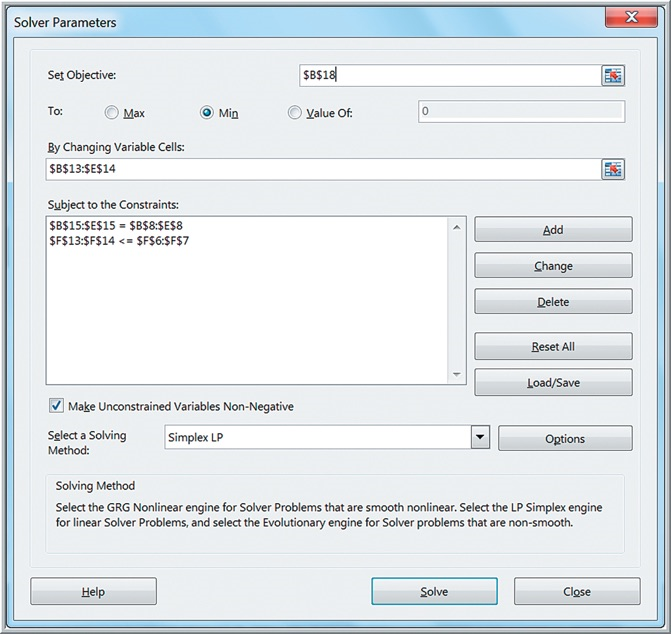 Solver Parameters
Set Objective:
$B$18
To:
Max
Min
Value Of:
0
By Changing Variable Cells:
$B$13:$E$14
Subject to the Constraints:
$B$15:$E$15 = $B$8:$E$8
$F$13:$F$14 <= $F$6:$F$7
Add
Change
Delete
Reset All
Load/Save
Make Unconstrained Variables Non-Negative
Select a Solving
Method:
Simplex LP
Options
Solving Method
Select the GRG Nonlinear engine for Solver Problems that are smooth nonlinear. Select the LP Simplex engine
for linear Solver Problems, and select the Evolutionary engine for Solver problems that are non-smooth.
Help
Solve
Close